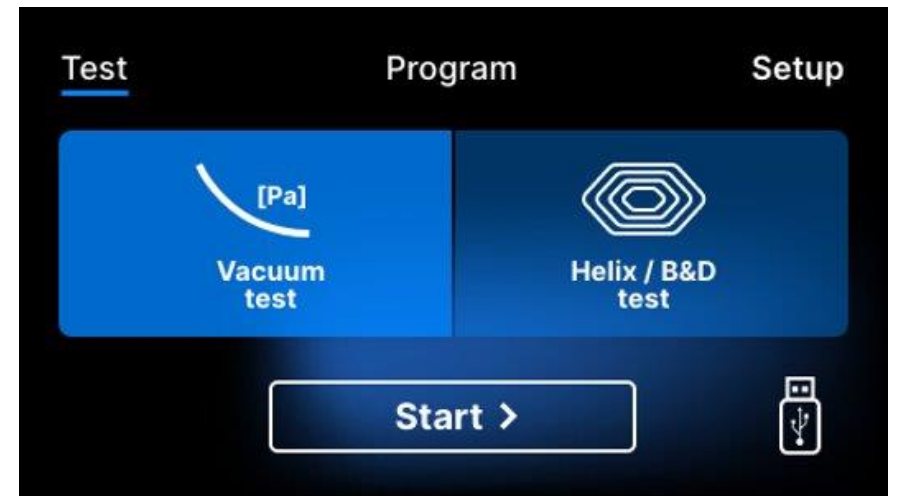 Test Program Setup
[Pa]
Vacuum
test
Helix / B&D
test
Start >